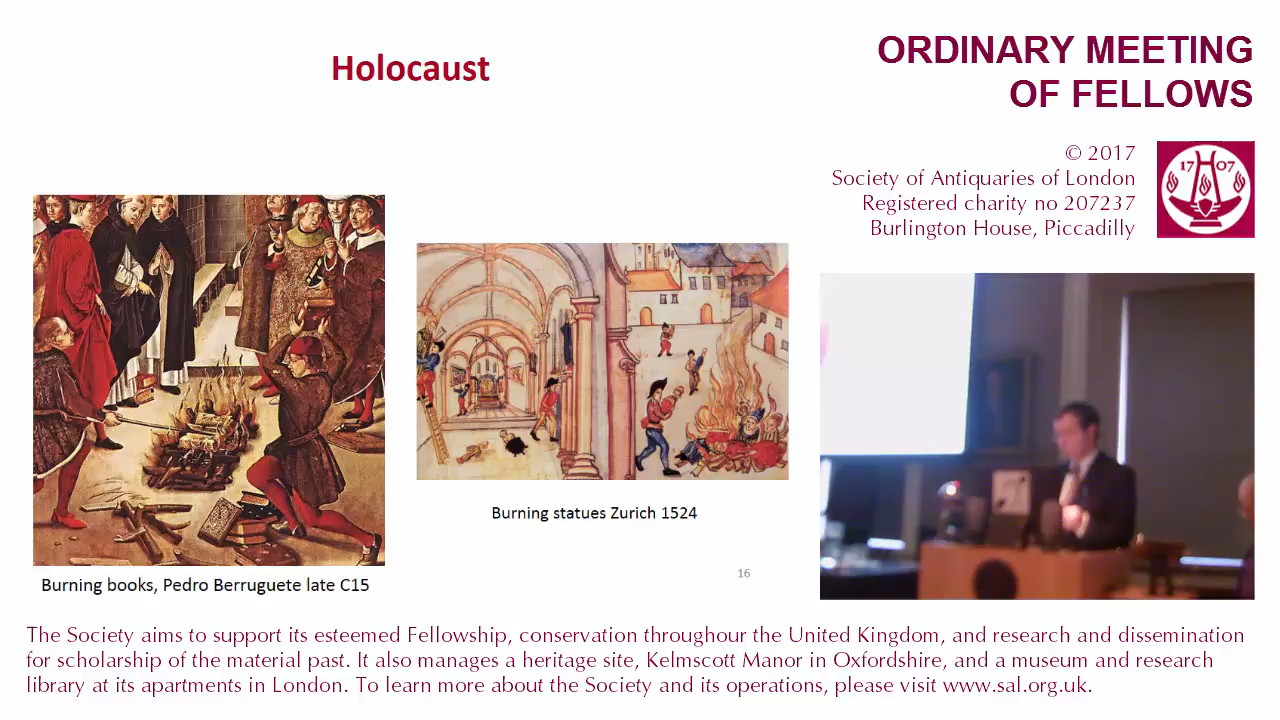 Holocaust
ORDINARY MEETING
OF FELLOWS
© 2017
Society of Antiquaries of London
Registered charity no 207237
Burlington House, Piccadilly
17 07
Burning statues Zurich 1524
16
Burning books, Pedro Berruguete late C15
The Society aims to support its esteemed Fellowship, conservation throughour the United Kingdom, and research and dissemination
for scholarship of the material past. It also manages a heritage site, Kelmscott Manor in Oxfordshire, and a museum and research
library at its apartments in London. To learn more about the Society and its operations, please visit www.sal.org.uk.